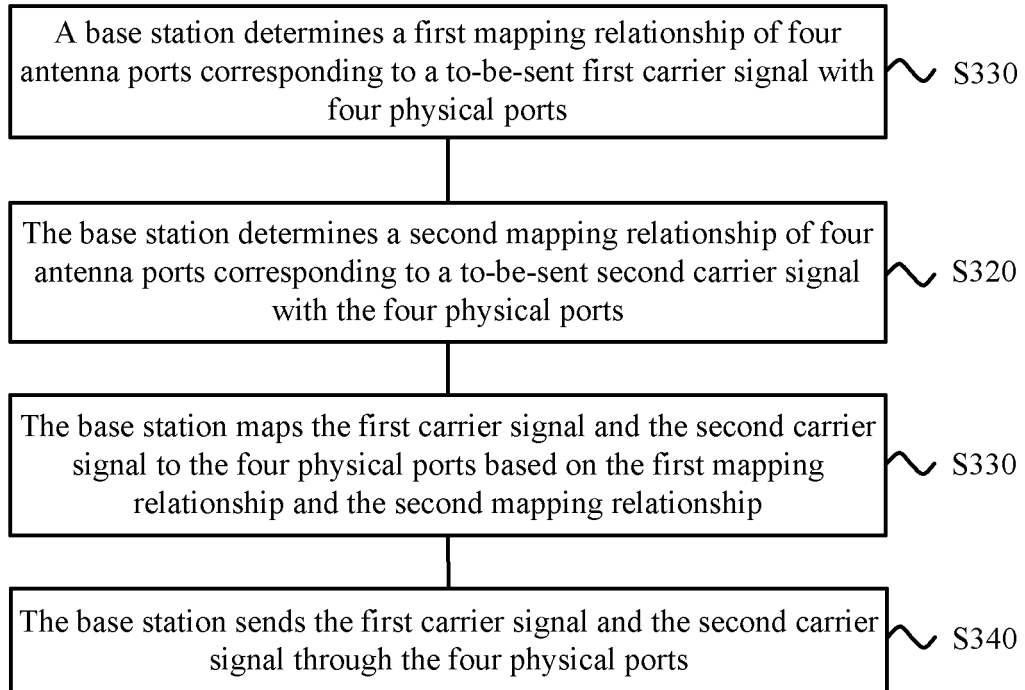 A base station determines a first mapping relationship of four
antenna ports corresponding to a to-be-sent first carrier signal with
four physical ports
S330
The base station determines a second mapping relationship of four
antenna ports corresponding to a to-be-sent second carrier signal
with the four physical ports
S320
The base station maps the first carrier signal and the second carrier
signal to the four physical ports based on the first mapping
relationship and the second mapping relationship
S330
The base station sends the first carrier signal and the second carrier
signal through the four physical ports
S340